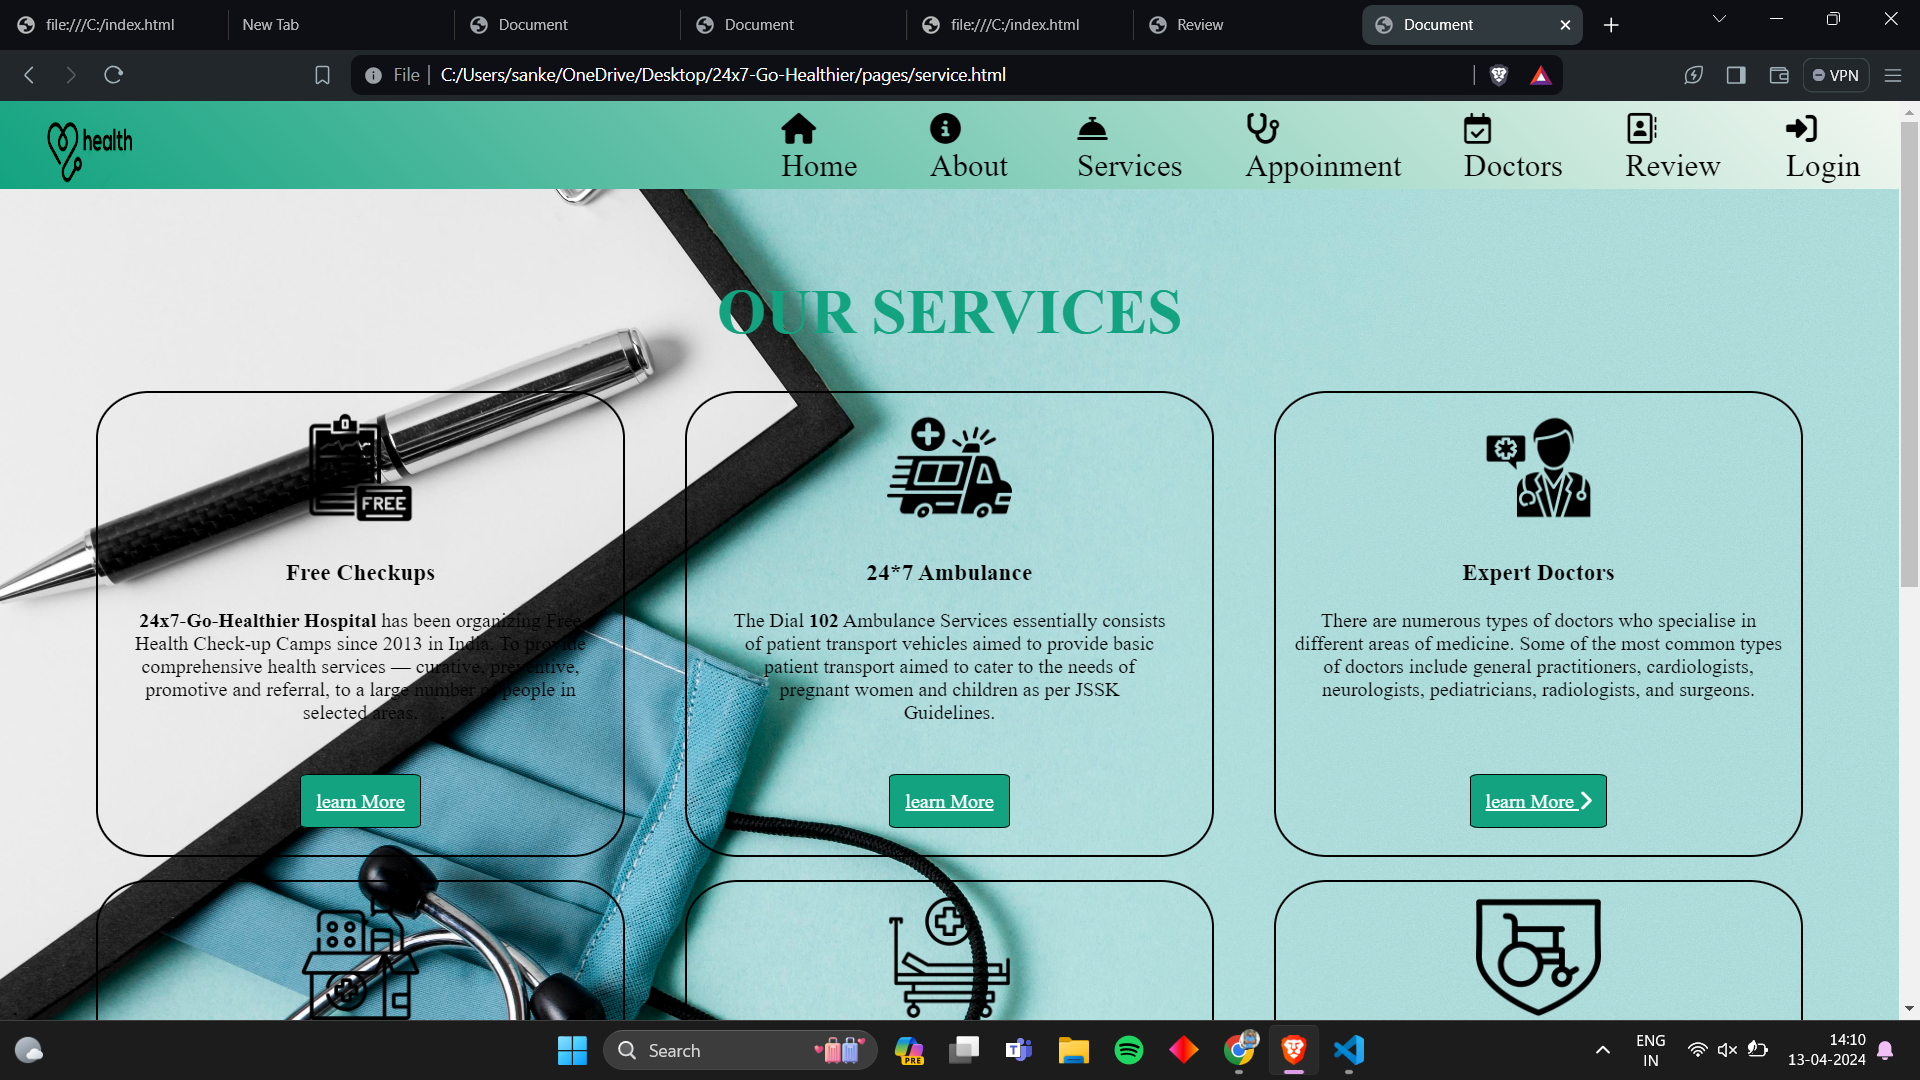 file:///C:/index.html
New Tab
Document
Document
file:///C:/index.html
Review
Document
File
C:/Users/sanke/OneDrive/Desktop/24x7-Go-Healthier/pages/service.html
VPN
health
Home
About
Services
Appoinment
Doctors
Review
Login
OUR SERVICES
FREE
Free Checkups
24x7-Go-Healthier Hospital has been organizing Free
Health Check-up Camps since 2013 in India. To provide
comprehensive health services — curative, preventive,
promotive and referral, to a large number of people in
selected areas.
learn More
24*7 Ambulance
The Dial 102 Ambulance Services essentially consists
of patient transport vehicles aimed to provide basic
patient transport aimed to cater to the needs of
pregnant women and children as per JSSK
Guidelines.
learn More
Expert Doctors
There are numerous types of doctors who specialise in
different areas of medicine. Some of the most common types
of doctors include general practitioners, cardiologists,
neurologists, pediatricians, radiologists, and surgeons.
learn More
Search
PRE
ENG
IN
14:10
13-04-2024